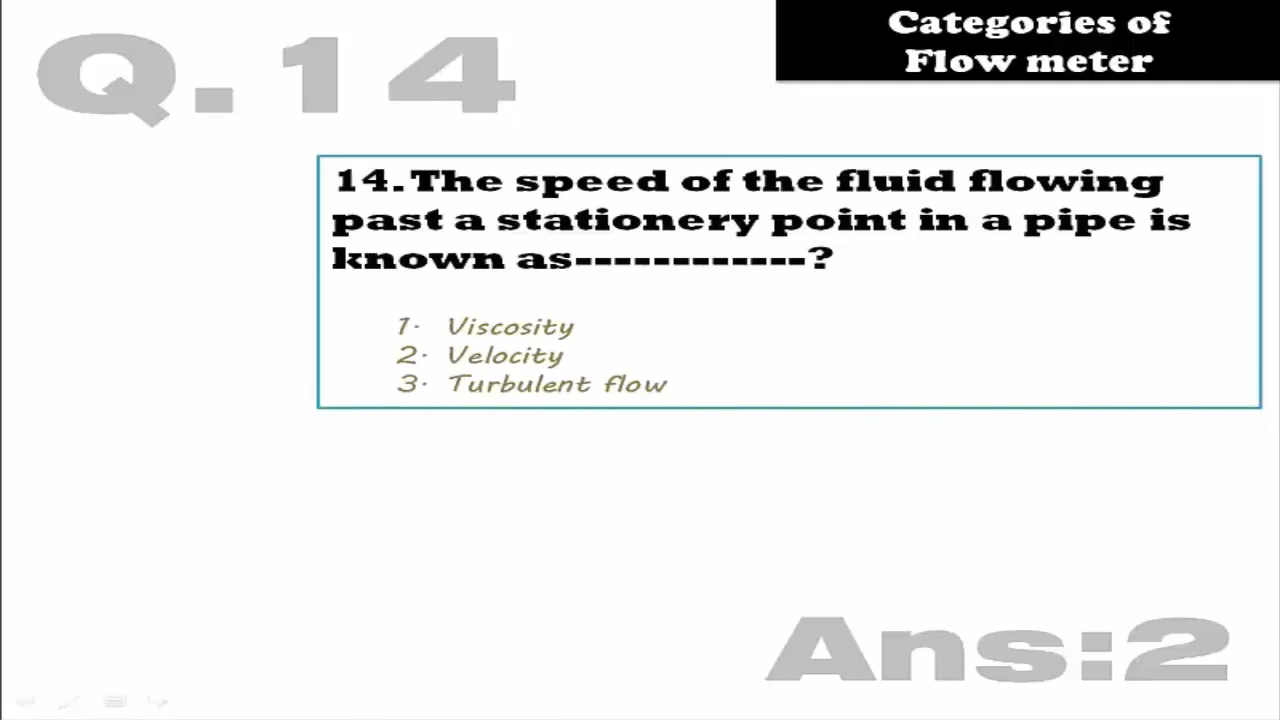 Q.14
Categories of
Flow meter
14.The speed of the fluid flowing
past a stationery point in a pipe is
known as------------?
1. Viscosity
2. Velocity
3. Turbulent flow
Ans:2